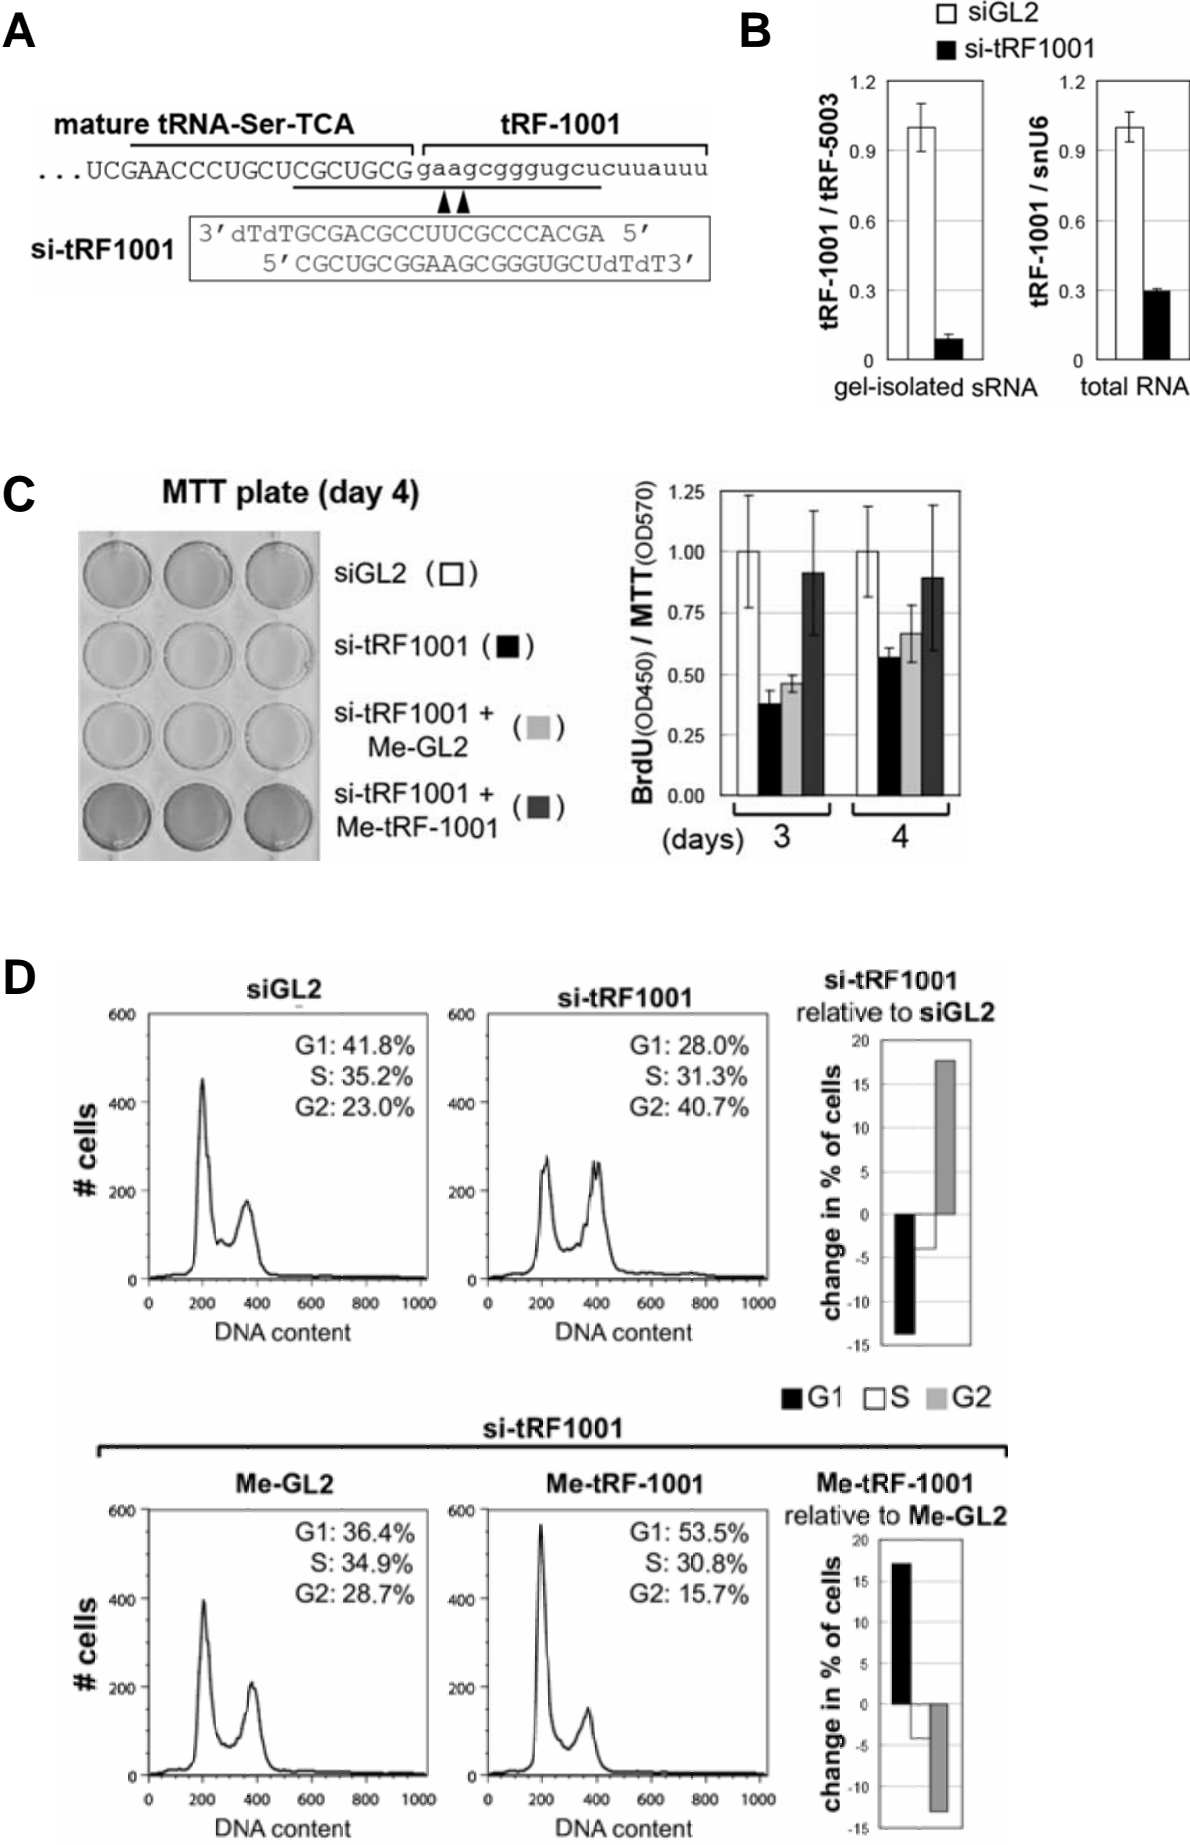 A
mature tRNA-Ser-TCA
tRF-1001
...UCGAACCCUGCUCGCUGCGgaagcgggugcucuuauuu
si-tRF1001
3′dTdTGCGACGCCUUCGCCCACGA 5′
5′CGCUGCGGAAGCGGGUGCUdTdT3′
B
siGL2
si-tRF1001
tRF-1001 / tRF-5003
1.2
0.9
0.6
0.3
0
gel-isolated sRNA
tRF-1001 / snU6
1.2
0.9
0.6
0.3
0
total RNA
C
MTT plate (day 4)
siGL2 ( )
si-tRF1001 ( )
si-tRF1001 +
Me-GL2
( )
si-tRF1001 +
Me-tRF-1001
( )
BrdU(OD450) / MTT(OD570)
1.25
1.00
0.75
0.50
0.25
0.00
(days) 3 4
D
siGL2
600
400
200
0
# cells
G1: 41.8%
S: 35.2%
G2: 23.0%
0 200 400 600 800 1000
DNA content
si-tRF1001
600
400
200
0
G1: 28.0%
S: 31.3%
G2: 40.7%
0 200 400 600 800 1000
DNA content
si-tRF1001
relative to siGL2
change in % of cells
20
15
10
5
0
-5
-10
-15
G1 S G2
si-tRF1001
Me-GL2
600
400
200
0
# cells
G1: 36.4%
S: 34.9%
G2: 28.7%
0 200 400 600 800 1000
DNA content
Me-tRF-1001
600
400
200
0
G1: 53.5%
S: 30.8%
G2: 15.7%
0 200 400 600 800 1000
DNA content
Me-tRF-1001
relative to Me-GL2
change in % of cells
20
15
10
5
0
-5
-10
-15